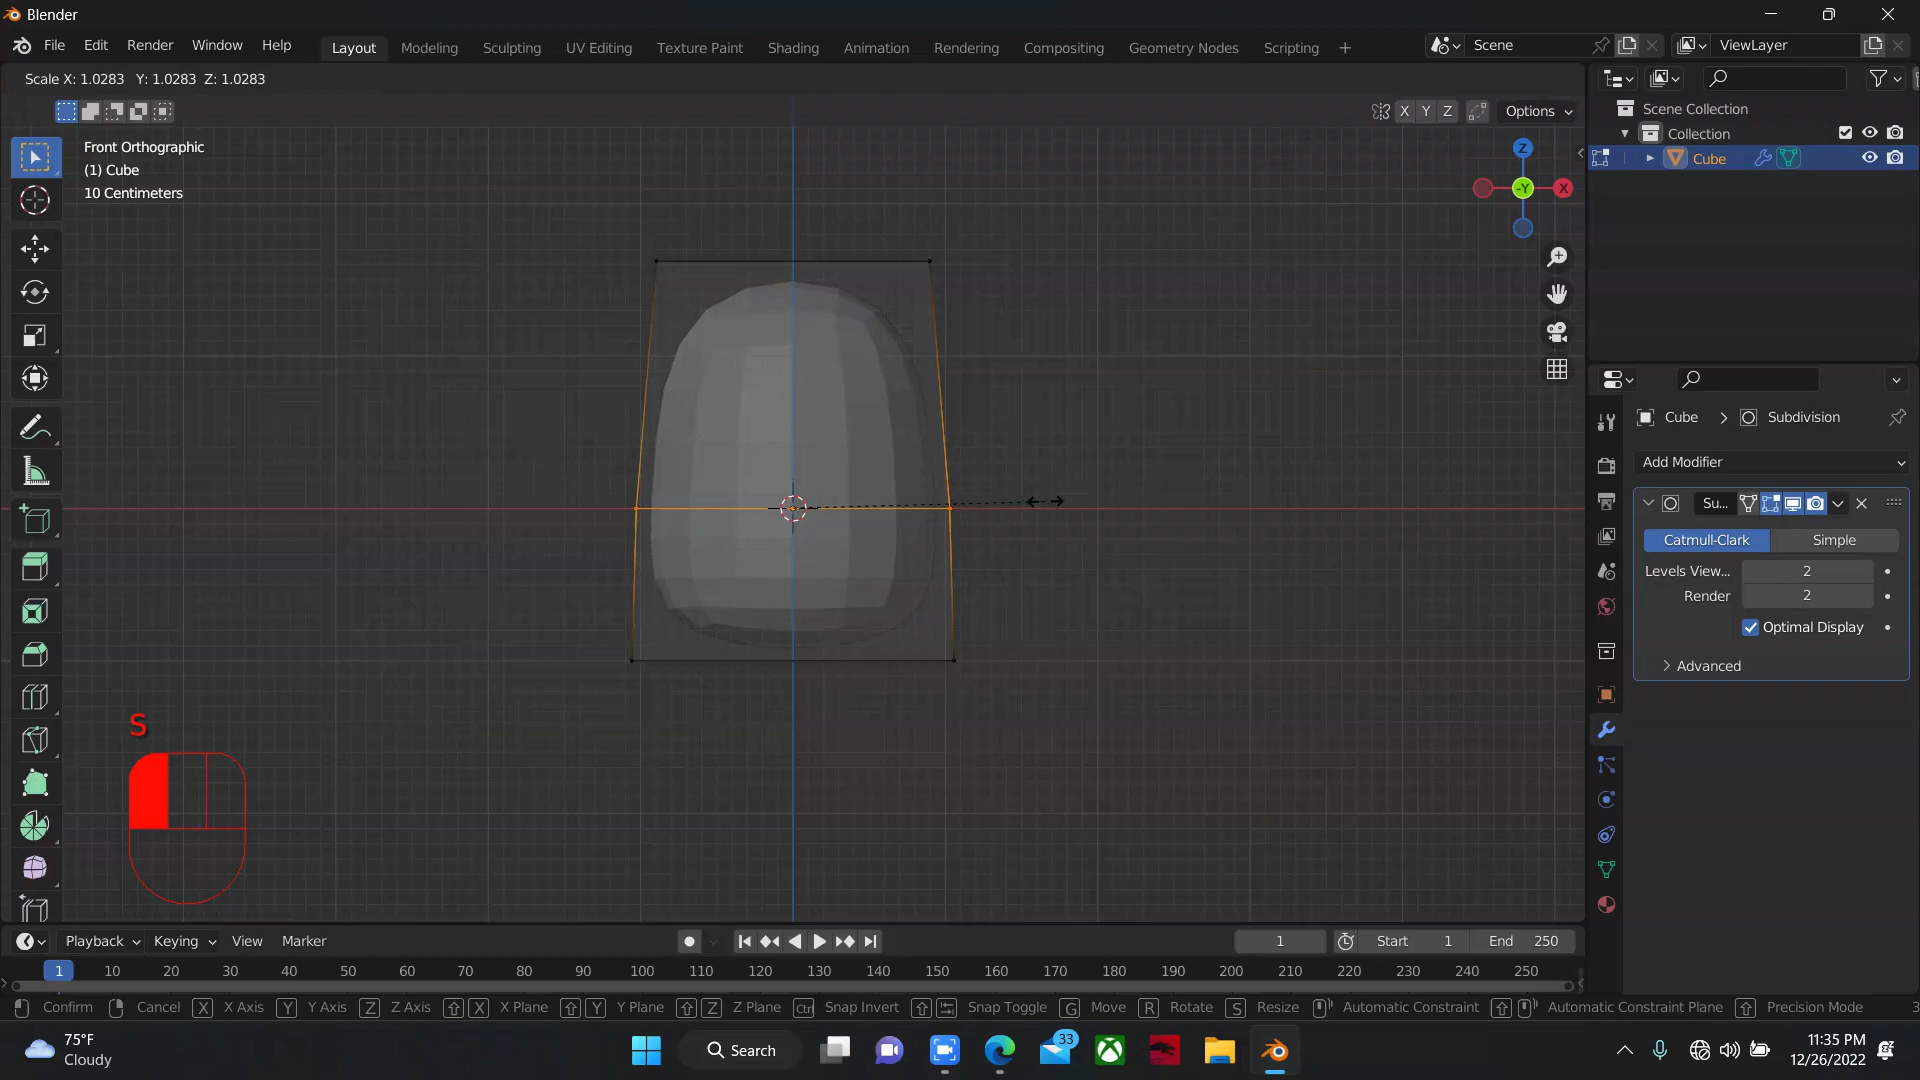 Blender
File Edit Render Window Help
Layout Modeling Sculpting UV Editing Texture Paint Shading Animation Rendering Compositing Geometry Nodes Scripting +
Scene
ViewLayer
Scale X: 1.0283 Y: 1.0283 Z: 1.0283
X Y Z
Options
Front Orthographic
(1) Cube
10 Centimeters
Z
-Y
X
Scene Collection
Collection
Cube
Cube > Subdivision
Add Modifier
Su...
Catmull-Clark Simple
Levels View... 2
Render 2
Optimal Display
Advanced
S
Playback Keying View Marker
1
Start 1
End 250
1 10 20 30 40 50 60 70 80 90 100 110 120 130 140 150 160 170 180 190 200 210 220 230 240 250
Confirm Cancel X X Axis Y Y Axis Z Z Axis X X Plane Y Y Plane Z Z Plane Ctrl Snap Invert Snap Toggle G Move R Rotate S Resize Automatic Constraint Automatic Constraint Plane Precision Mode
75°F
Cloudy
Search
33
11:35 PM
12/26/2022